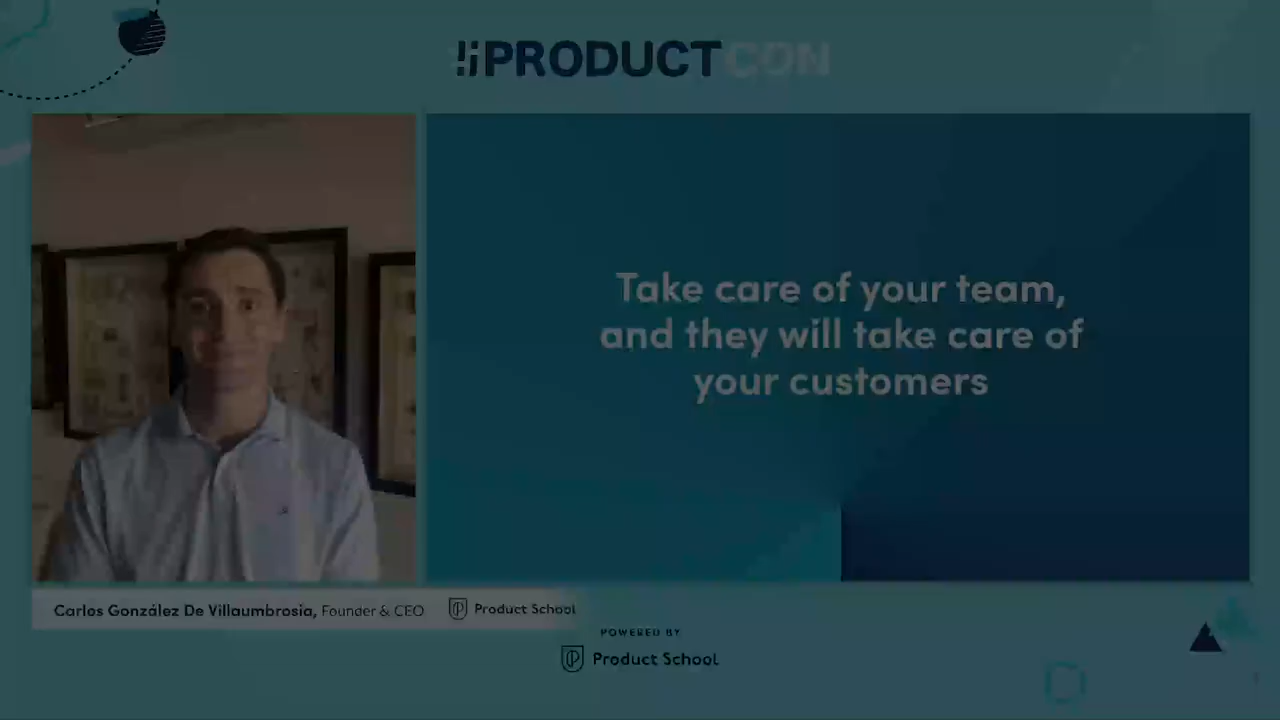 #PRODUCTCON
Take care of your team,
and they will take care of
your customers
Carlos González De Villaumbrosia, Founder & CEO Product School
POWERED BY
Product School